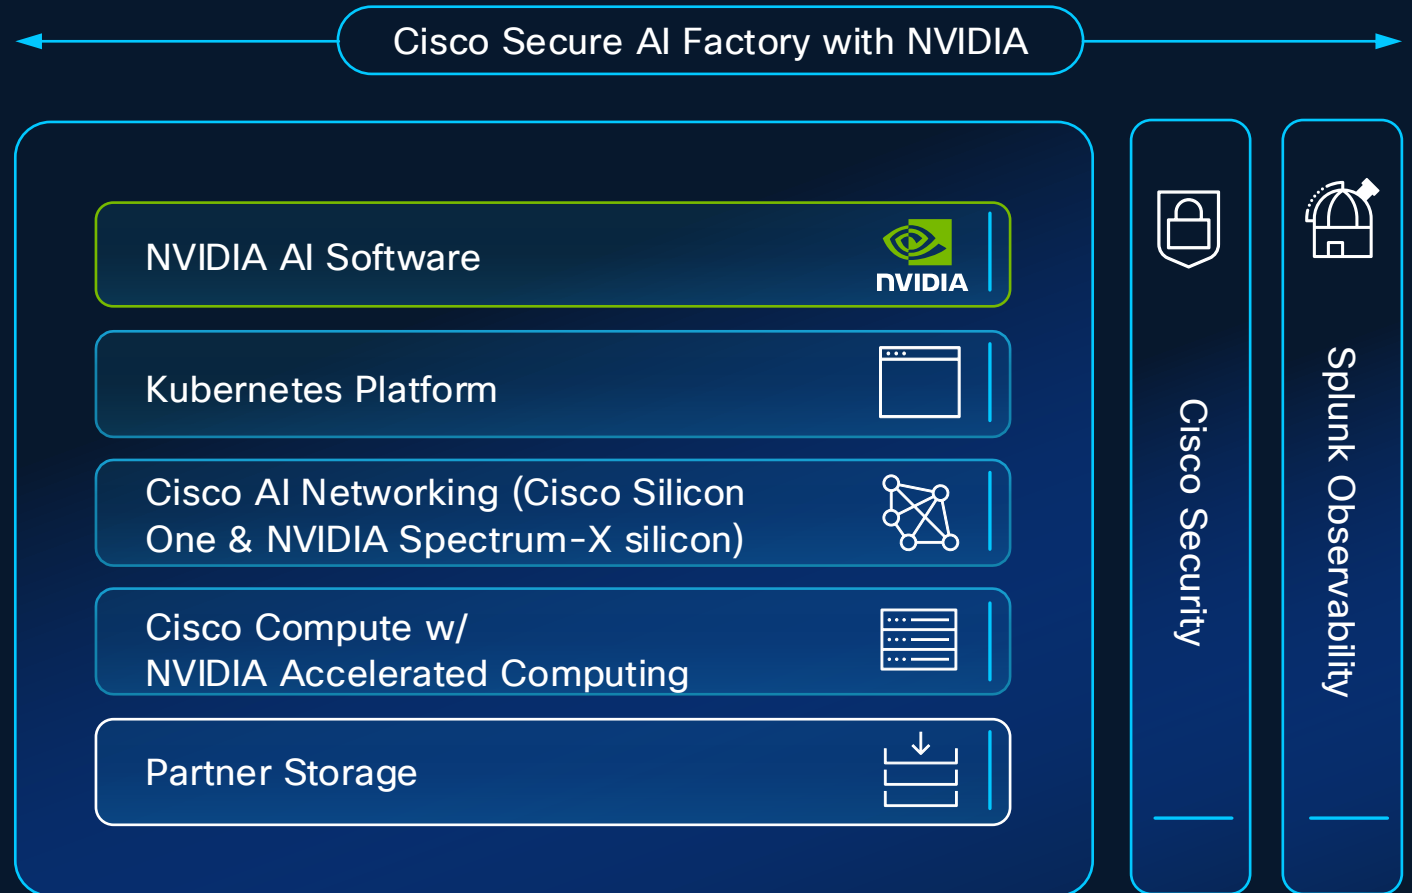 Cisco Secure AI Factory with NVIDIA
NVIDIA AI Software
NVIDIA
Kubernetes Platform
Cisco AI Networking (Cisco Silicon
One & NVIDIA Spectrum-X silicon)
Cisco Compute w/
NVIDIA Accelerated Computing
Partner Storage
Cisco Security
Splunk Observability